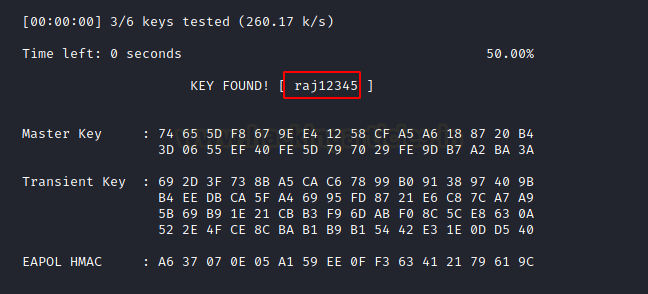 [00:00:00] 3/6 keys tested (260.17 k/s)
Time left: 0 seconds 50.00%
KEY FOUND! [ raj12345 ]
Master Key : 74 65 5D F8 67 9E E4 12 58 CF A5 A6 18 87 20 B4
3D 06 55 EF 40 FE 5D 79 70 29 FE 9D B7 A2 BA 3A
Transient Key : 69 2D 3F 73 8B A5 CA C6 78 99 B0 91 38 97 40 9B
B4 EE DB CA 5F A4 69 95 FD 87 21 E6 C8 7C A7 A9
5B 69 B9 1E 21 CB B3 F9 6D AB F0 8C 5C E8 63 0A
52 2E 4F CE 8C BA B1 B9 B1 54 42 E3 1E 0D D5 40
EAPOL HMAC : A6 37 07 0E 05 A1 59 EE 0F F3 63 41 21 79 61 9C